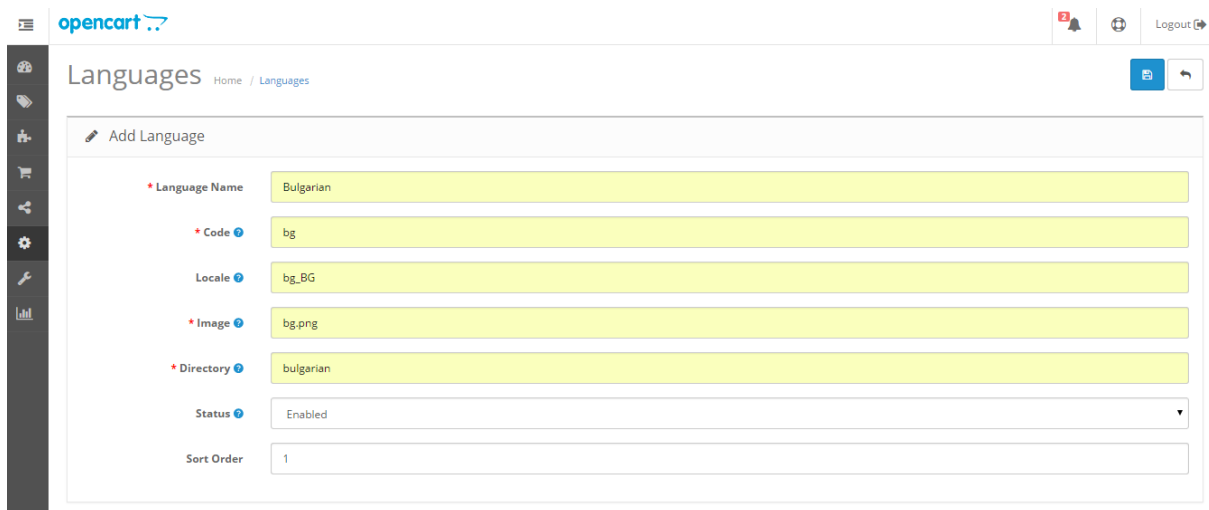 opencart
2
Logout
Languages Home / Languages
Add Language
* Language Name Bulgarian
* Code ? bg
Locale ? bg_BG
* Image ? bg.png
* Directory ? bulgarian
Status ? Enabled
Sort Order 1